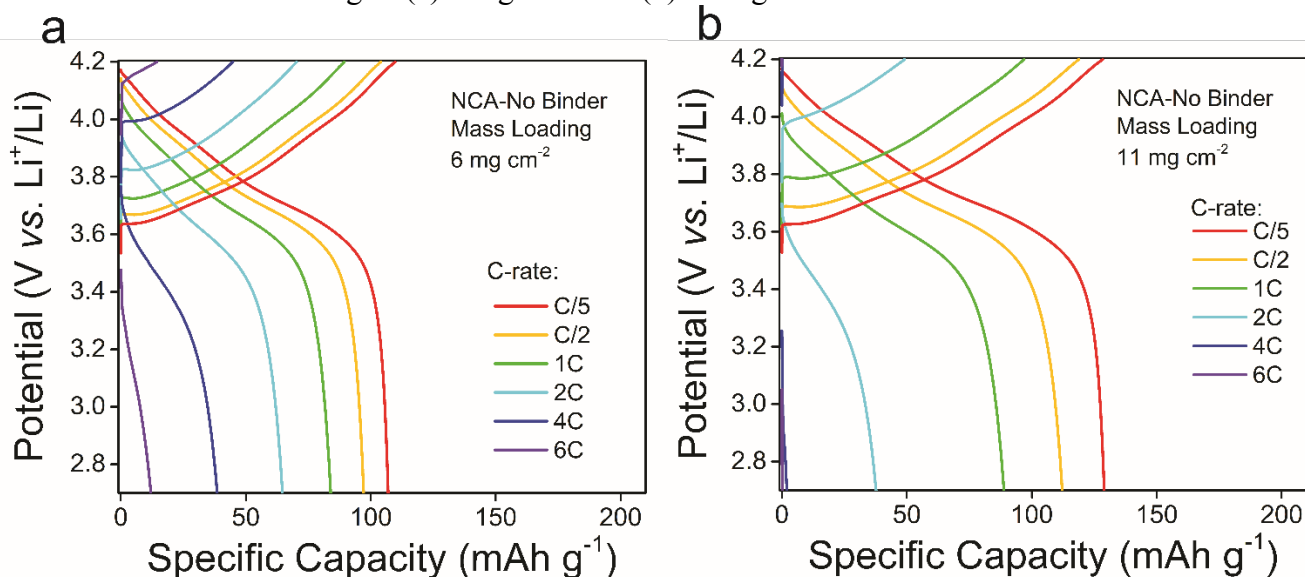 a
4.2
4.0
3.8
3.6
3.4
3.2
3.0
2.8
Potential (V vs. Li⁺/Li)
NCA-No Binder
Mass Loading
6 mg cm⁻²
C-rate:
C/5
C/2
1C
2C
4C
6C
0 50 100 150 200
Specific Capacity (mAh g⁻¹)
b
4.2
4.0
3.8
3.6
3.4
3.2
3.0
2.8
Potential (V vs. Li⁺/Li)
NCA-No Binder
Mass Loading
11 mg cm⁻²
C-rate:
C/5
C/2
1C
2C
4C
6C
0 50 100 150 200
Specific Capacity (mAh g⁻¹)